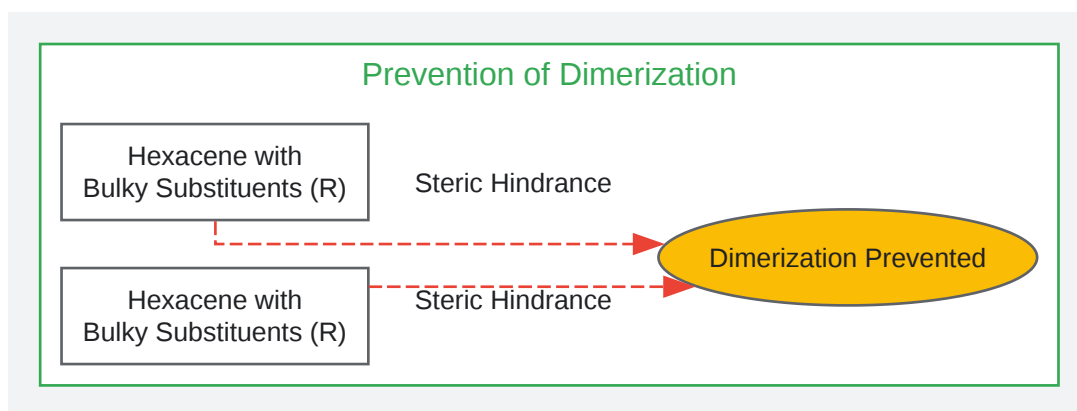 Prevention of Dimerization
Hexacene with
Bulky Substituents (R)
Steric Hindrance
Dimerization Prevented
Hexacene with
Bulky Substituents (R)
Steric Hindrance